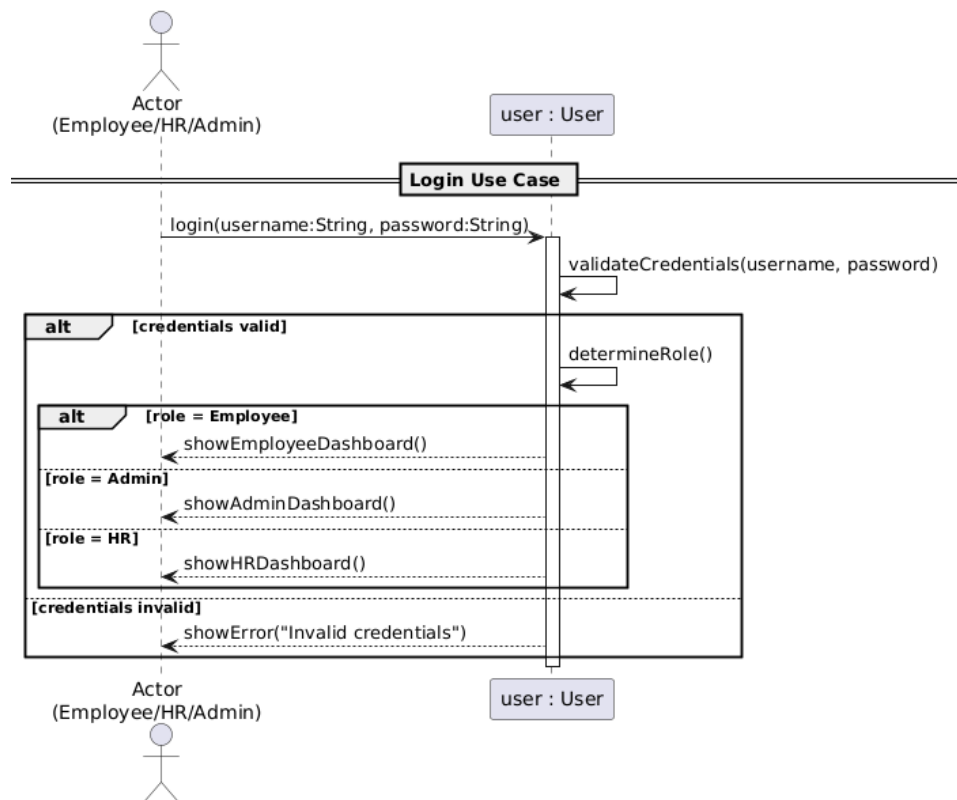 Actor
(Employee/HR/Admin)
user : User
Login Use Case
login(username:String, password:String)
validateCredentials(username, password)
alt
[credentials valid]
determineRole()
alt
[role = Employee]
showEmployeeDashboard()
[role = Admin]
showAdminDashboard()
[role = HR]
showHRDashboard()
[credentials invalid]
showError("Invalid credentials")
Actor
(Employee/HR/Admin)
user : User